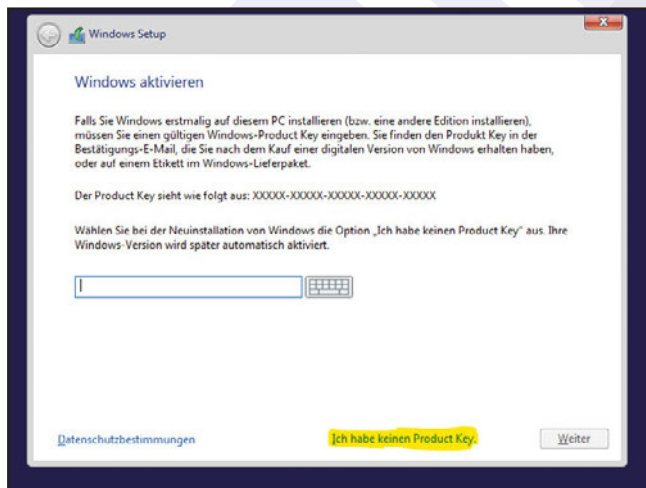 Windows Setup
Windows aktivieren
Falls Sie Windows erstmalig auf diesem PC installieren (bzw. eine andere Edition installieren),
müssen Sie einen gültigen Windows-Product Key eingeben. Sie finden den Produkt Key in der
Bestätigungs-E-Mail, die Sie nach dem Kauf einer digitalen Version von Windows erhalten haben,
oder auf einem Etikett im Windows-Lieferpaket.
Der Product Key sieht wie folgt aus: XXXXX-XXXXX-XXXXX-XXXXX-XXXXX
Wählen Sie bei der Neuinstallation von Windows die Option „Ich habe keinen Product Key" aus. Ihre
Windows-Version wird später automatisch aktiviert.
Datenschutzbestimmungen
Ich habe keinen Product Key.
Weiter